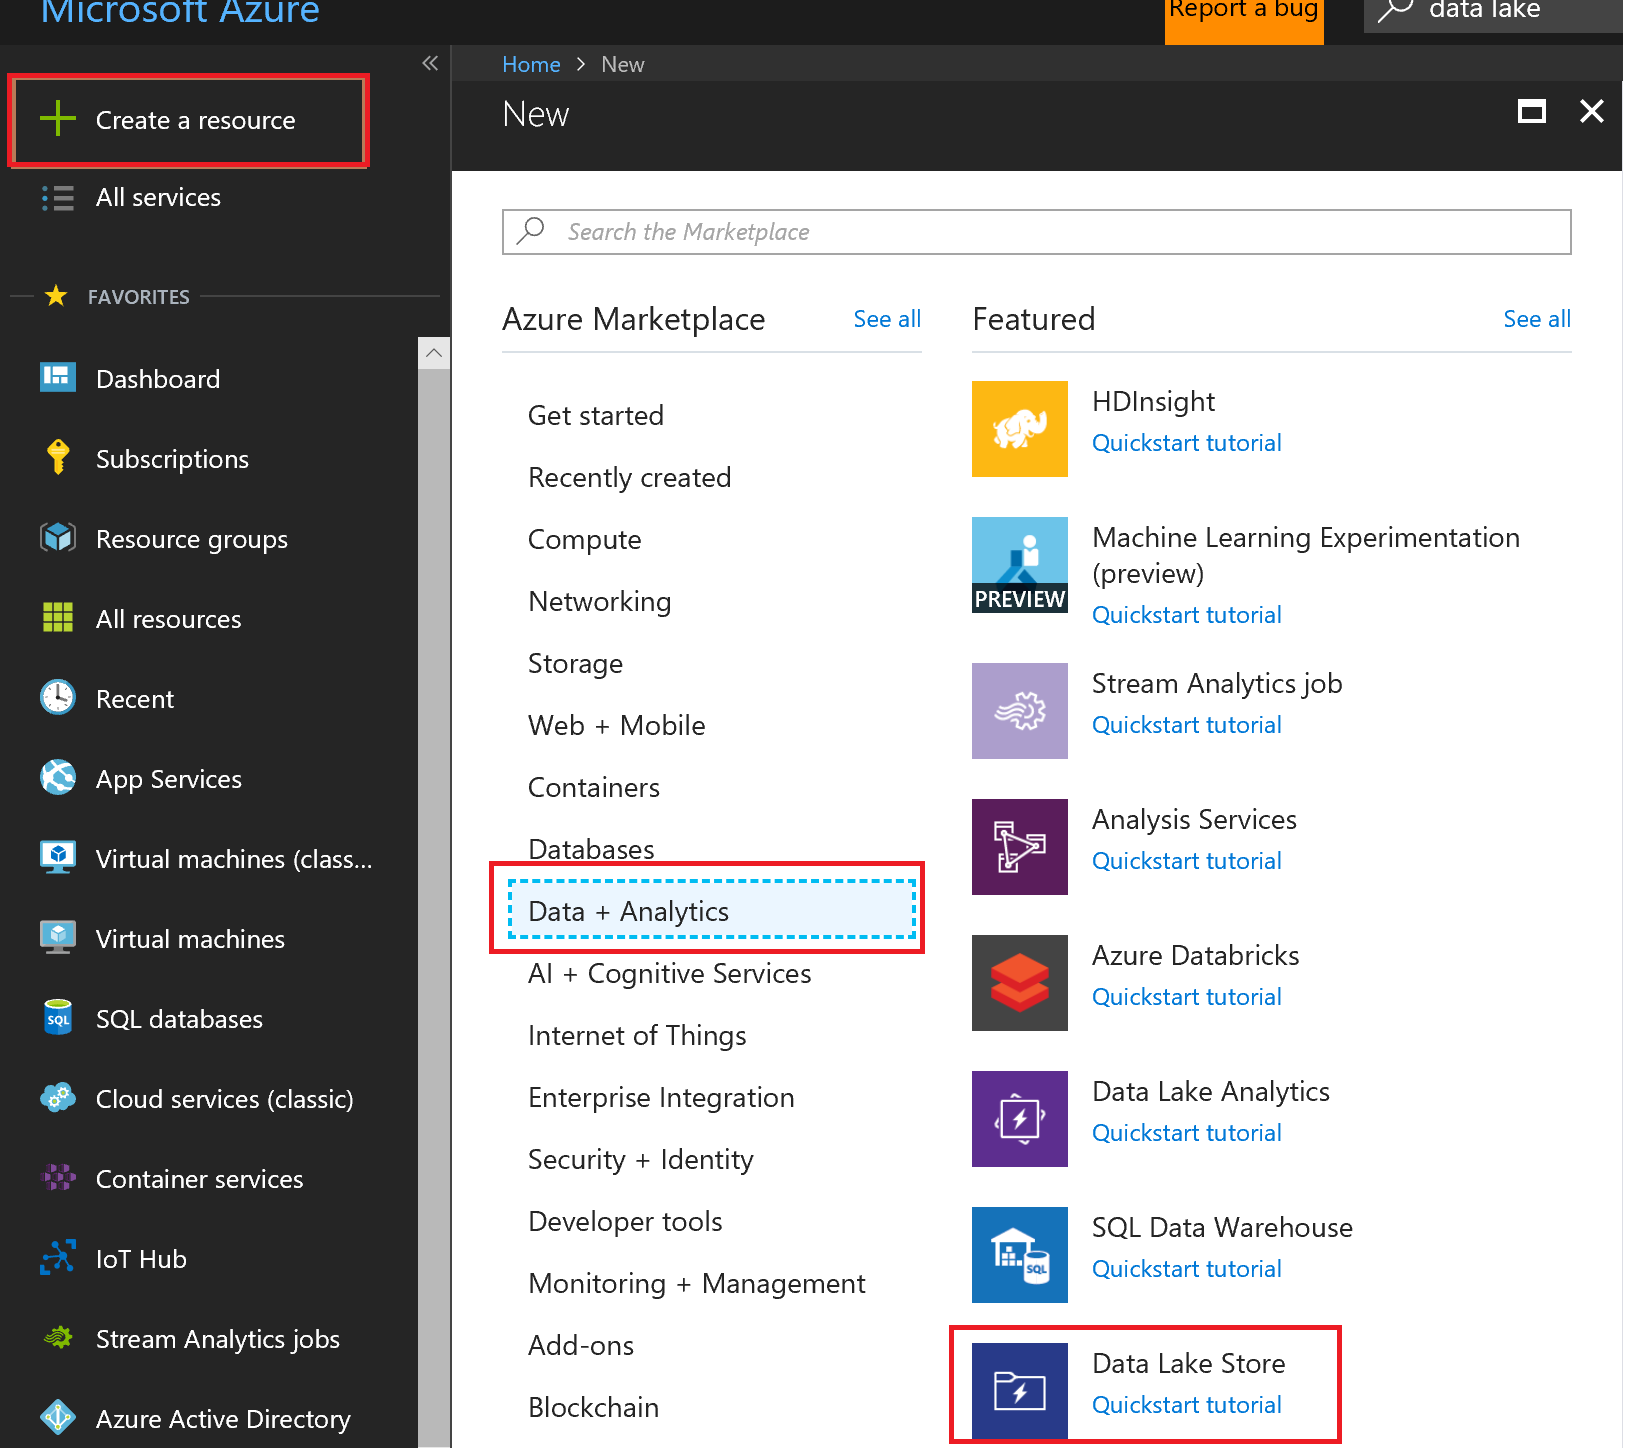 Microsoft Azure
Report a bug
data lake
Create a resource
All services
FAVORITES
Dashboard
Subscriptions
Resource groups
All resources
Recent
App Services
Virtual machines (class...
Virtual machines
SQL
SQL databases
Cloud services (classic)
Container services
IoT Hub
Stream Analytics jobs
Azure Active Directory
Home > New
New
Search the Marketplace
Azure Marketplace See all
Get started
Recently created
Compute
Networking
Storage
Web + Mobile
Containers
Databases
Data + Analytics
AI + Cognitive Services
Internet of Things
Enterprise Integration
Security + Identity
Developer tools
Monitoring + Management
Add-ons
Blockchain
Featured See all
HDInsight
Quickstart tutorial
Machine Learning Experimentation
(preview)
PREVIEW
Quickstart tutorial
Stream Analytics job
Quickstart tutorial
Analysis Services
Quickstart tutorial
Azure Databricks
Quickstart tutorial
Data Lake Analytics
Quickstart tutorial
SQL Data Warehouse
SQL
Quickstart tutorial
Data Lake Store
Quickstart tutorial